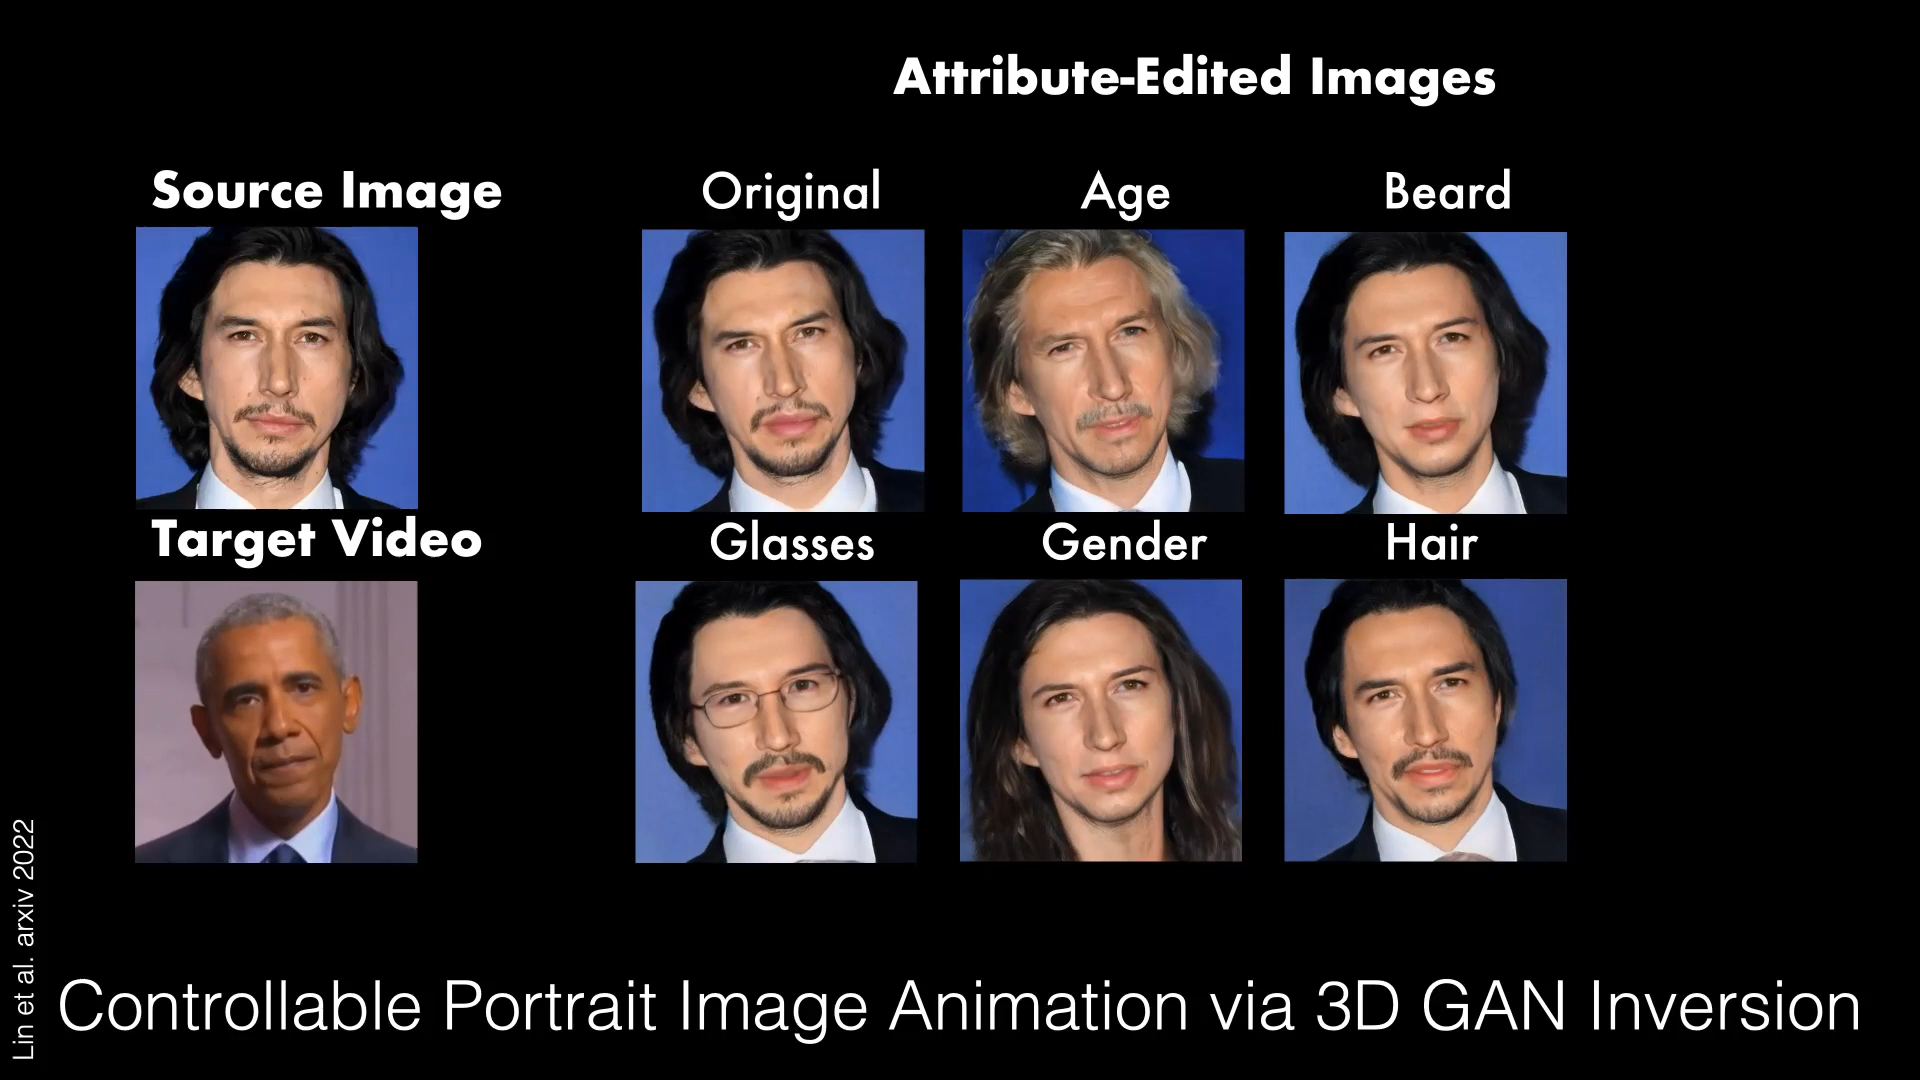 Attribute-Edited Images
Source Image
Original
Age
Beard
Target Video
Glasses
Gender
Hair
Lin et al. arxiv 2022
Controllable Portrait Image Animation via 3D GAN Inversion